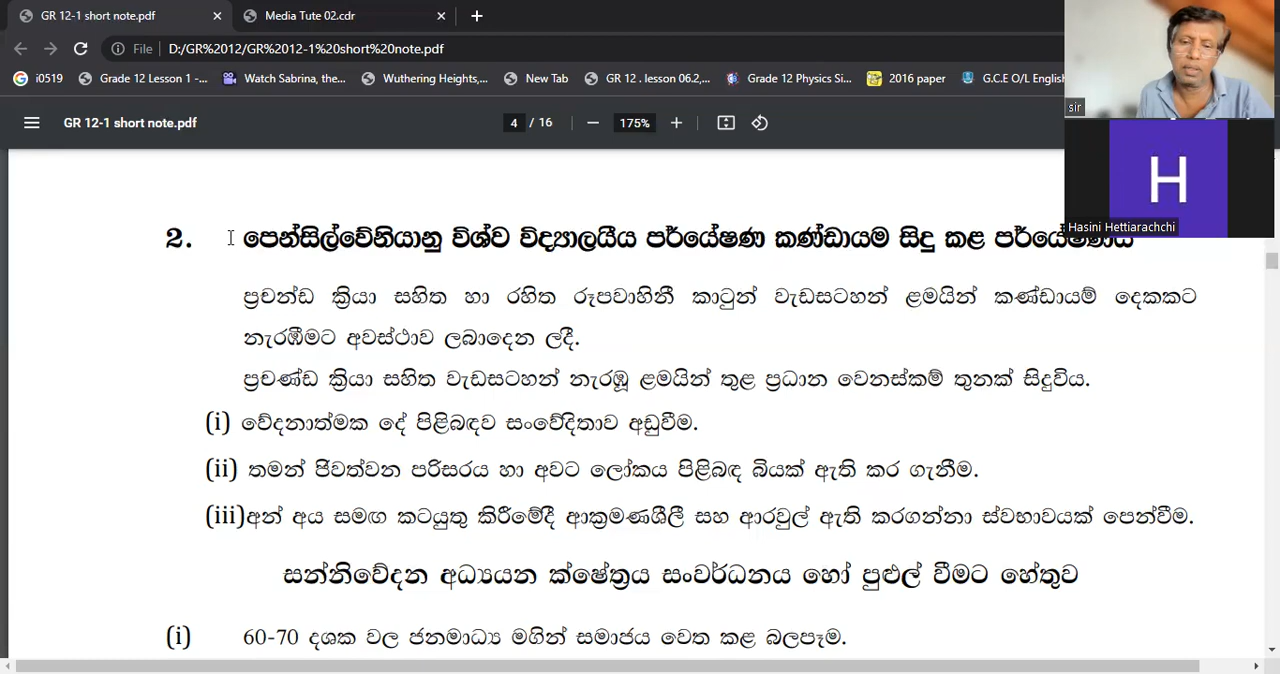 GR 12-1 short note.pdf
Media Tute 02.cdr
File
D:/GR%2012/GR%2012-1%20short%20note.pdf
i0519
Grade 12 Lesson 1 -...
Watch Sabrina, the...
Wuthering Heights,...
New Tab
GR 12 . lesson 06.2,...
Grade 12 Physics Si...
2016 paper
G.C.E O/L English
GR 12-1 short note.pdf
4 / 16
175%
sir
H
Hasini Hettiarachchi
2. පෙන්සිල්වේනියානු විශ්ව විද්‍යාලයීය පර්යේෂණ කණ්ඩායම සිදු කළ පර්යේෂණය
ප්‍රචන්ඩ ක්‍රියා සහිත හා රහිත රූපවාහිනී කාටුන් වැඩසටහන් ළමයින් කණ්ඩායම් දෙකකට
නැරඹීමට අවස්ථාව ලබාදෙන ලදී.
ප්‍රචණ්ඩ ක්‍රියා සහිත වැඩසටහන් නැරඹූ ළමයින් තුළ ප්‍රධාන වෙනස්කම් තුනක් සිදුවිය.
(i) වේදනාත්මක දේ පිළිබඳව සංවේදිතාව අඩුවීම.
(ii) තමන් ජීවත්වන පරිසරය හා අවට ලෝකය පිළිබඳ බියක් ඇති කර ගැනීම.
(iii) අන් අය සමඟ කටයුතු කිරීමේදී ආක්‍රමණශීලී සහ ආරවුල් ඇති කරගන්නා ස්වභාවයක් පෙන්වීම.
සන්නිවේදන අධ්‍යයන ක්ෂේත්‍රය සංවර්ධනය හෝ පුළුල් වීමට හේතුව
(i) 60-70 දශක වල ජනමාධ්‍ය මගින් සමාජය වෙත කළ බලපෑම.